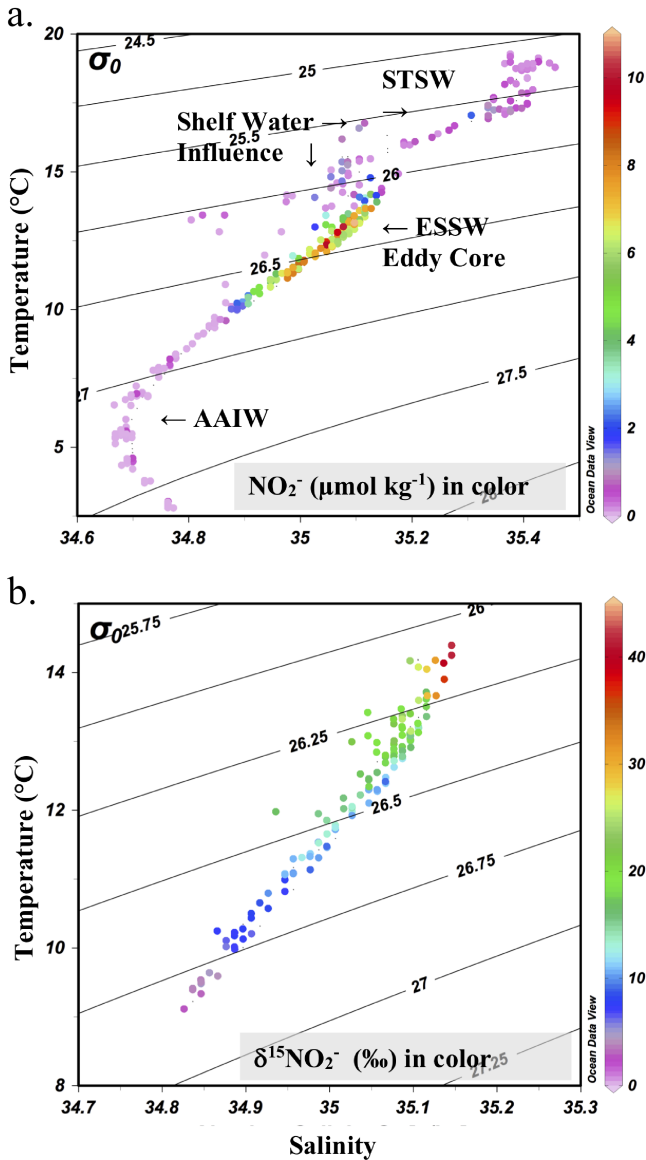 a.
20
15
10
5
Temperature (°C)
σ0
24.5
25
25.5
26
26.5
27
27.5
28
STSW
→
Shelf Water →
Influence ↓
← ESSW
Eddy Core
← AAIW
NO2- (µmol kg-1) in color
Ocean Data View
10
8
6
4
2
0
34.6
34.8
35
35.2
35.4
b.
14
12
10
8
Temperature (°C)
σ0
25.75
26
26.25
26.5
26.75
27
27.25
δ15NO2- (‰) in color
Ocean Data View
40
30
20
10
0
34.7
34.8
34.9
35
35.1
35.2
35.3
Salinity